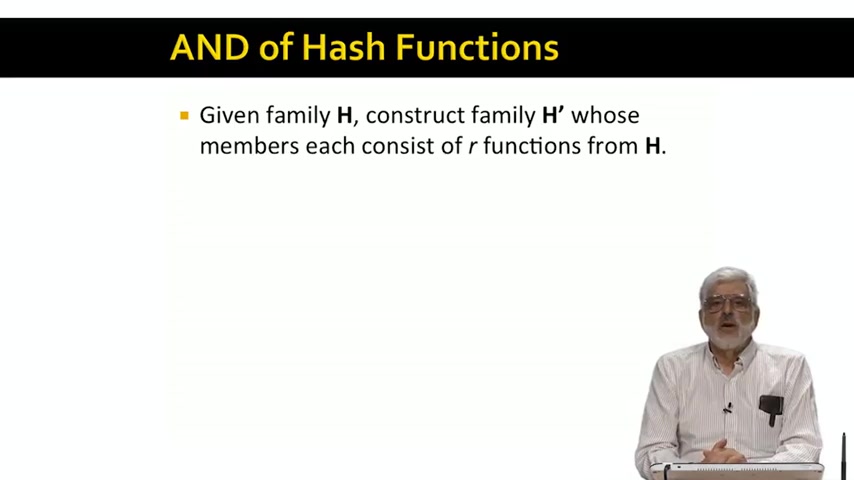 AND of Hash Functions
Given family H, construct family H’ whose
members each consist of r functions from H.